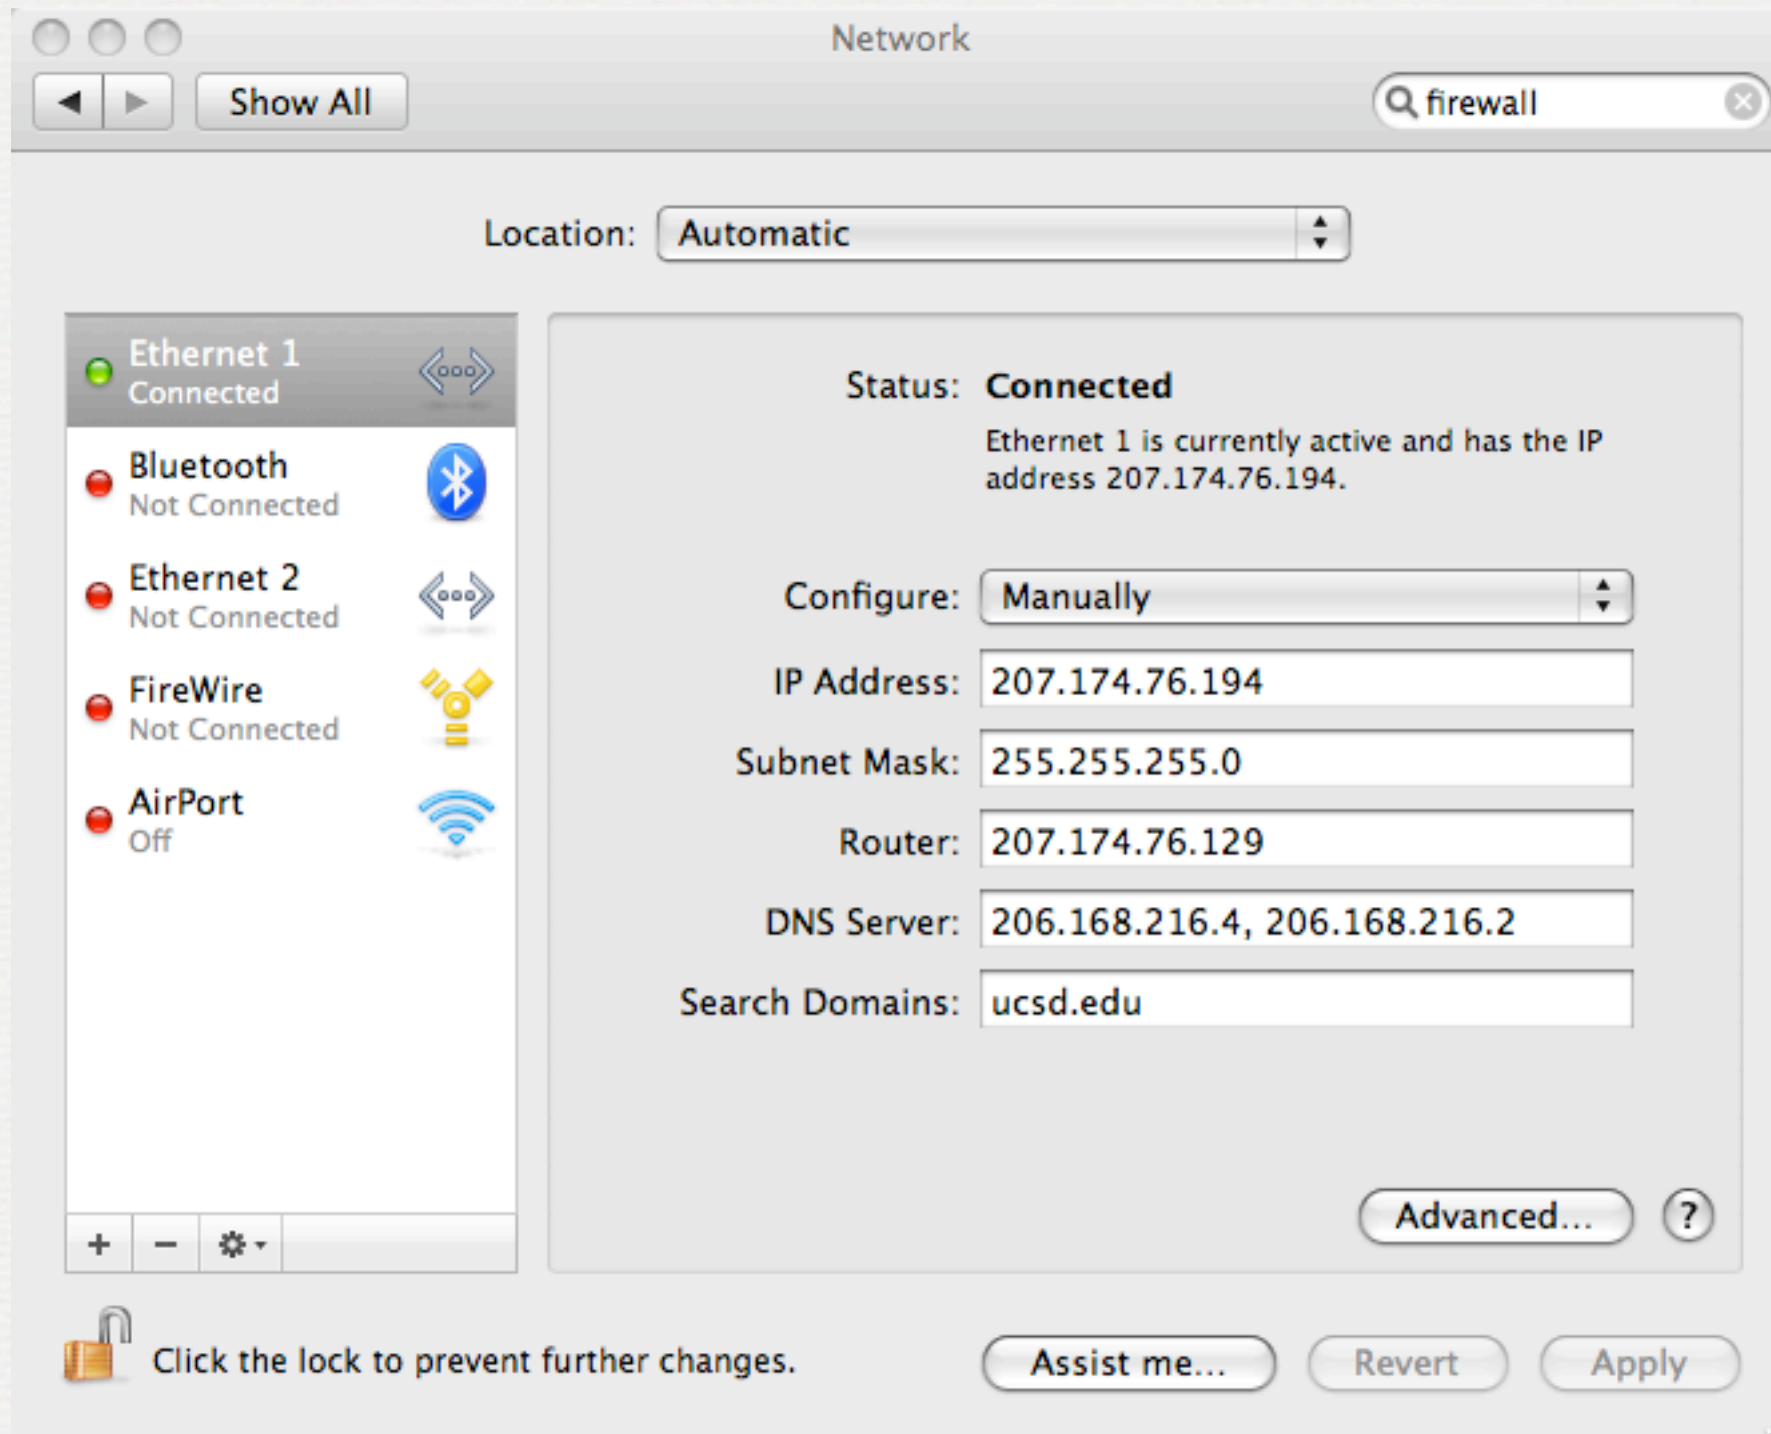 Network
Show All
firewall
Location: Automatic
Ethernet 1
Connected
Bluetooth
Not Connected
Ethernet 2
Not Connected
FireWire
Not Connected
AirPort
Off
Status: Connected
Ethernet 1 is currently active and has the IP
address 207.174.76.194.
Configure: Manually
IP Address: 207.174.76.194
Subnet Mask: 255.255.255.0
Router: 207.174.76.129
DNS Server: 206.168.216.4, 206.168.216.2
Search Domains: ucsd.edu
Advanced... ?
Click the lock to prevent further changes.
Assist me... Revert Apply